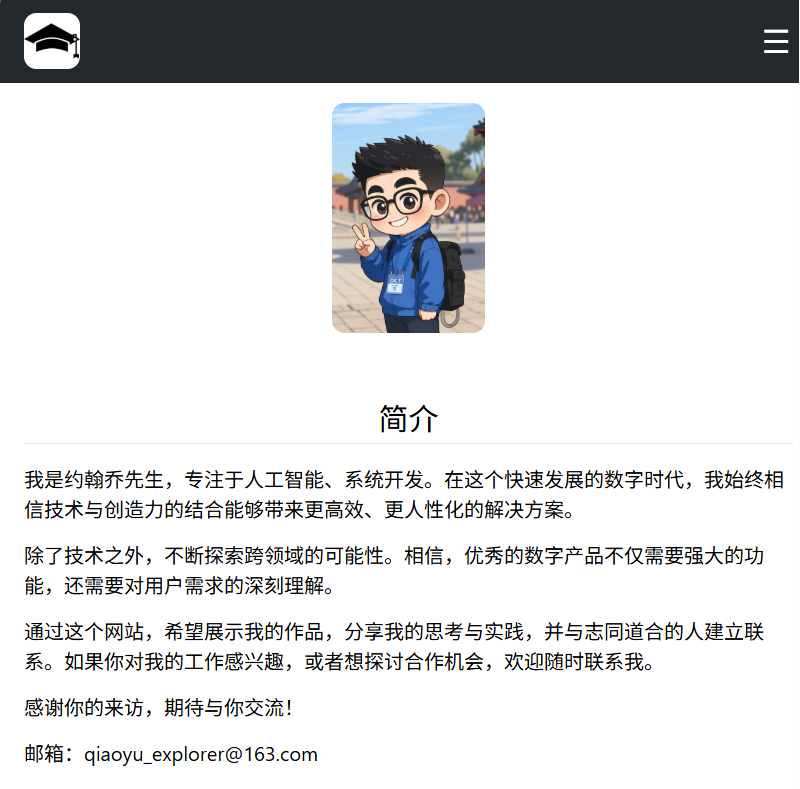 简介
我是约翰乔先生，专注于人工智能、系统开发。在这个快速发展的数字时代，我始终相
信技术与创造力的结合能够带来更高效、更人性化的解决方案。
除了技术之外，不断探索跨领域的可能性。相信，优秀的数字产品不仅需要强大的功
能，还需要对用户需求的深刻理解。
通过这个网站，希望展示我的作品，分享我的思考与实践，并与志同道合的人建立联
系。如果你对我的工作感兴趣，或者想探讨合作机会，欢迎随时联系我。
感谢你的来访，期待与你交流！
邮箱：qiaoyu_explorer@163.com